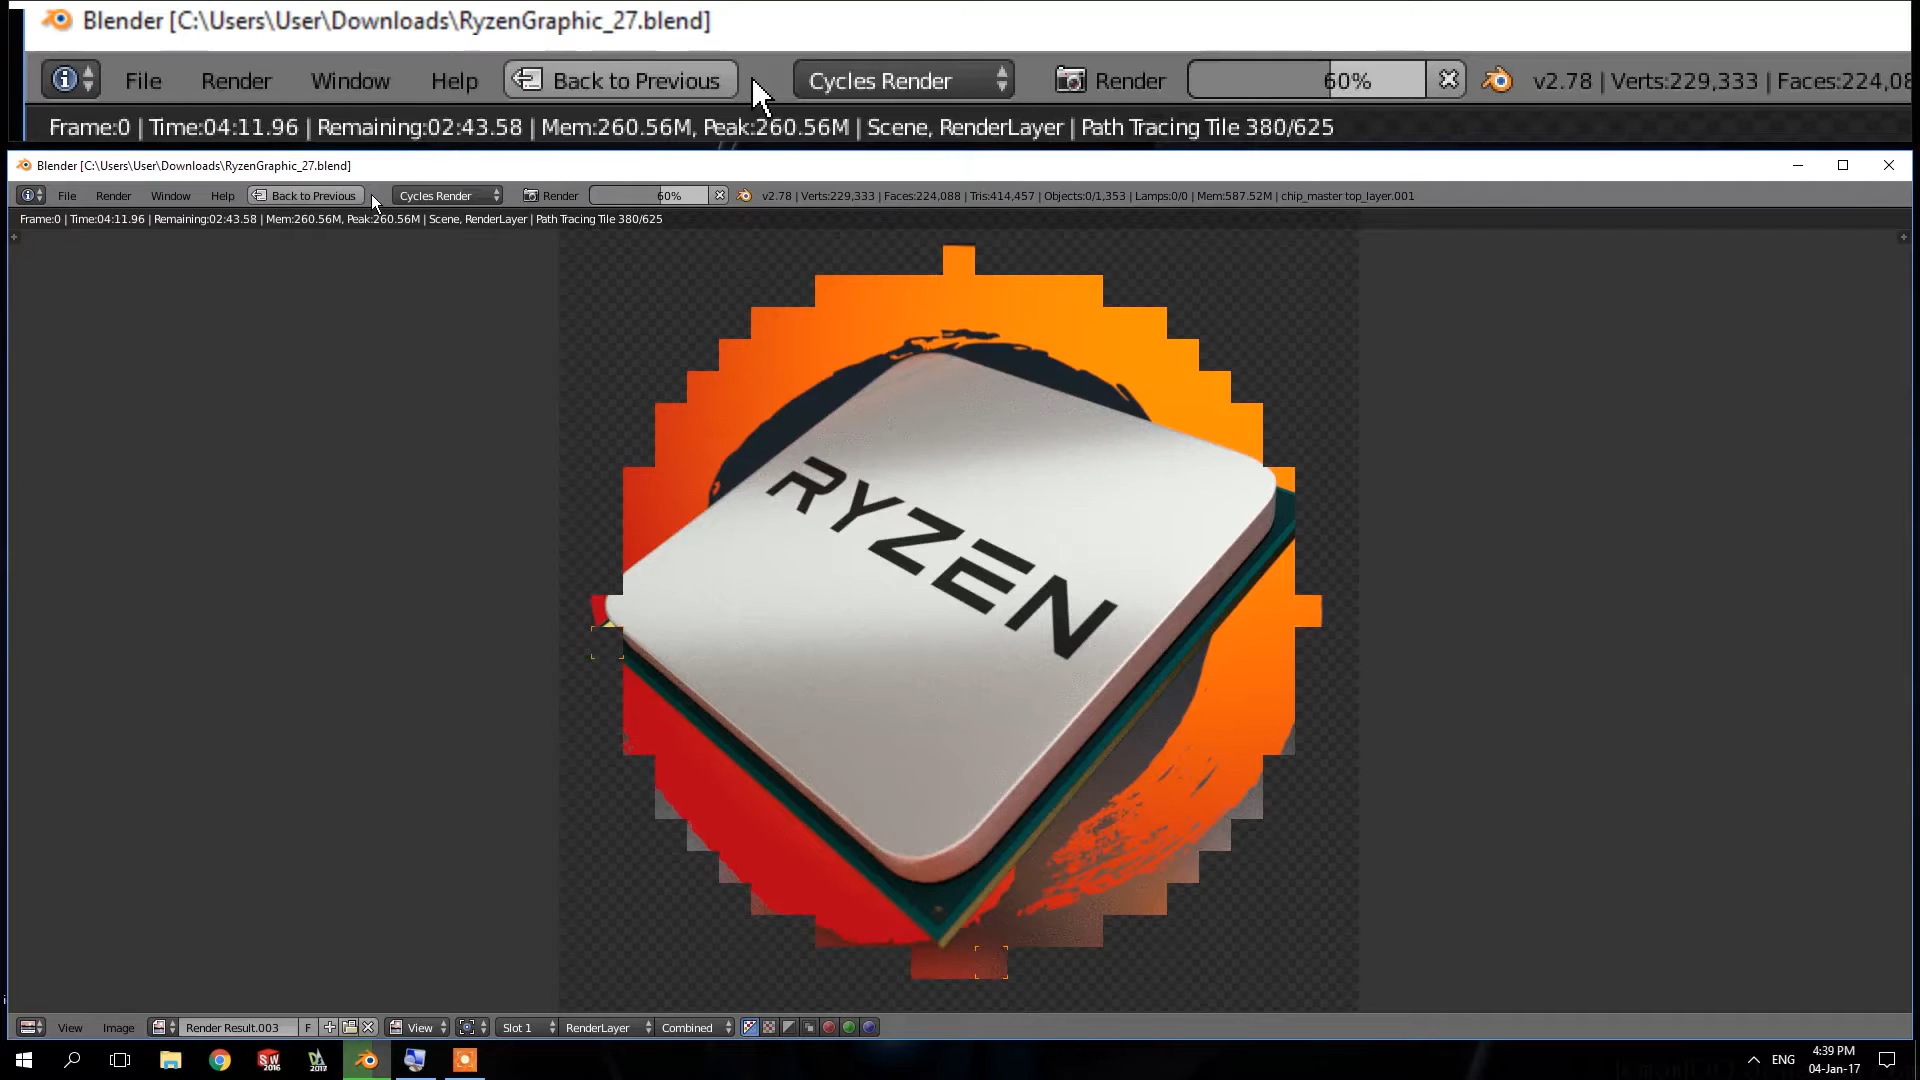 Blender [C:\Users\User\Downloads\RyzenGraphic_27.blend]
File Render Window Help Back to Previous Cycles Render Render 60% v2.78 | Verts:229,333 | Faces:224,08
Frame:0 | Time:04:11.96 | Remaining:02:43.58 | Mem:260.56M, Peak:260.56M | Scene, RenderLayer | Path Tracing Tile 380/625
Blender [C:\Users\User\Downloads\RyzenGraphic_27.blend]
File Render Window Help Back to Previous Cycles Render Render 60% v2.78 | Verts:229,333 | Faces:224,088 | Tris:414,457 | Objects:0/1,353 | Lamps:0/0 | Mem:587.52M | chip_master top_layer.001
Frame:0 | Time:04:11.96 | Remaining:02:43.58 | Mem:260.56M, Peak:260.56M | Scene, RenderLayer | Path Tracing Tile 380/625
RYZEN
View Image Render Result.003 F View Slot 1 RenderLayer Combined
SW 2016 2017 ENG 4:39 PM
04-Jan-17